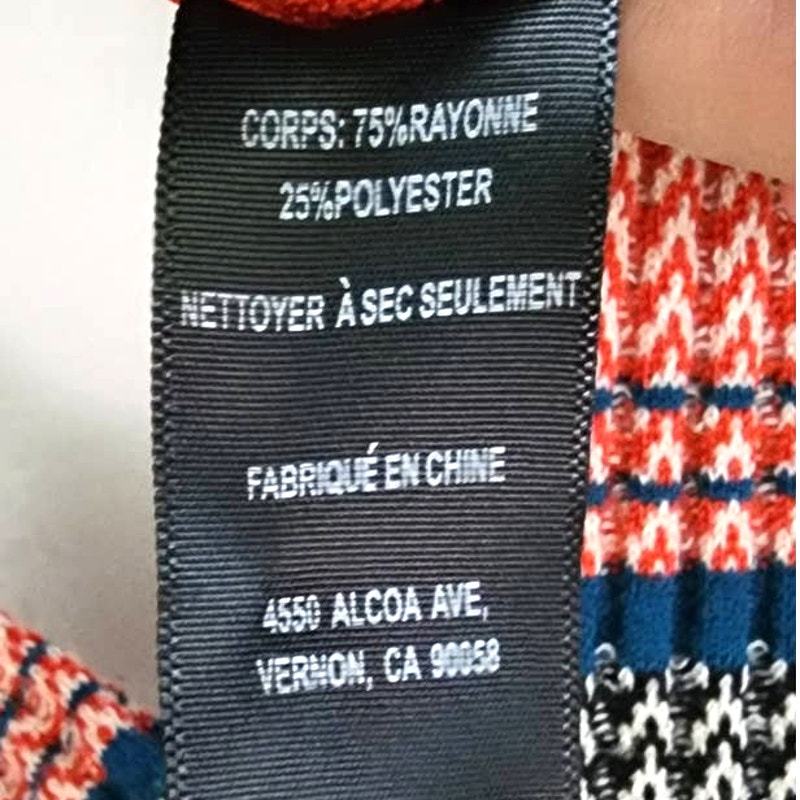 CORPS: 75%RAYONNE
25%POLYESTER
NETTOYER À SEC SEULEMENT
FABRIQUÉ EN CHINE
4550 ALCOA AVE,
VERNON, CA 90058